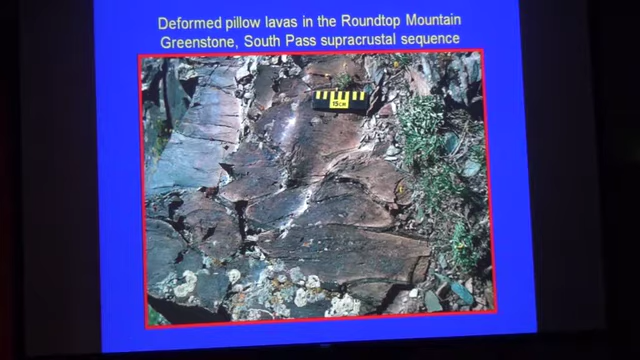 Deformed pillow lavas in the Roundtop Mountain
Greenstone, South Pass supracrustal sequence
15CM